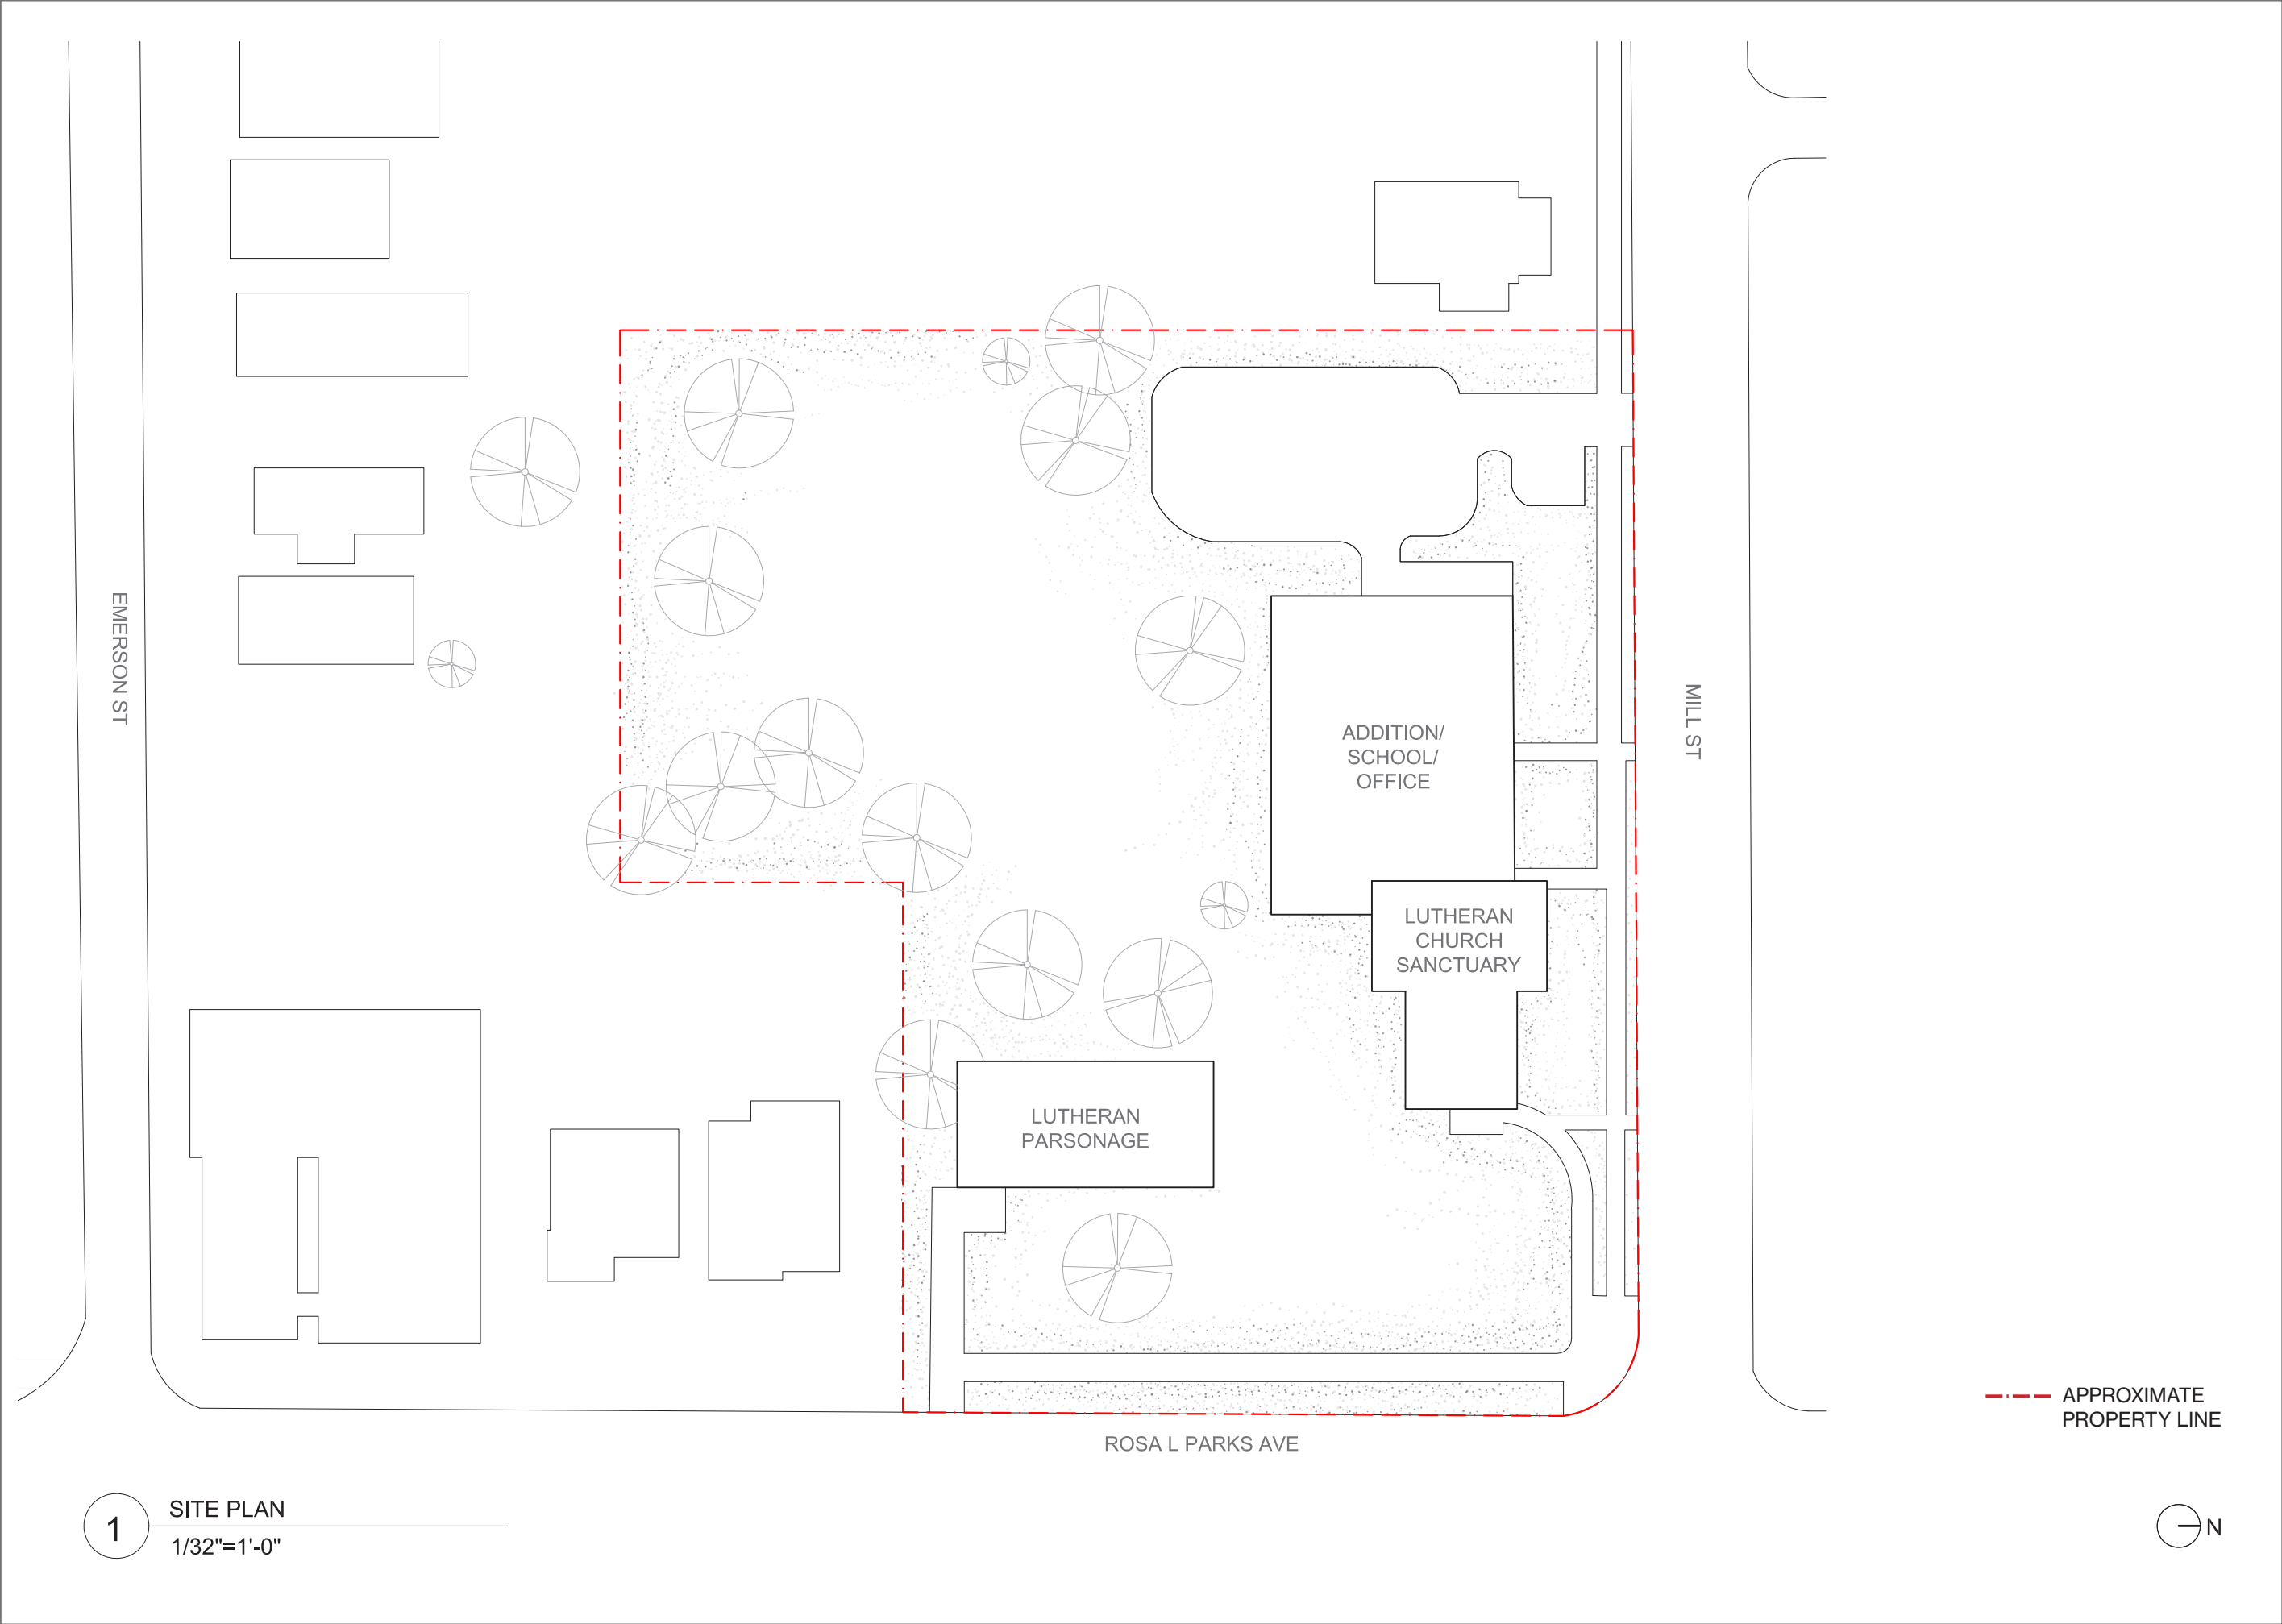 EMERSON ST
MILL ST
ADDITION/
SCHOOL/
OFFICE
LUTHERAN
CHURCH
SANCTUARY
LUTHERAN
PARSONAGE
APPROXIMATE
PROPERTY LINE
ROSA L PARKS AVE
1
SITE PLAN
1/32"=1'-0"
N